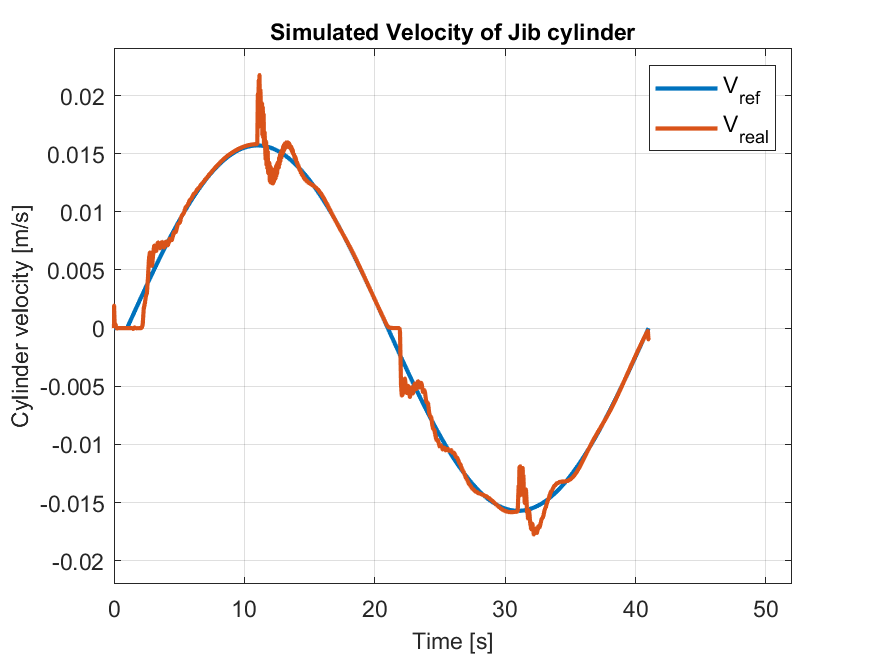 Simulated Velocity of Jib cylinder
V_ref
V_real
0.02
0.015
0.01
0.005
0
-0.005
-0.01
-0.015
-0.02
Cylinder velocity [m/s]
0 10 20 30 40 50
Time [s]